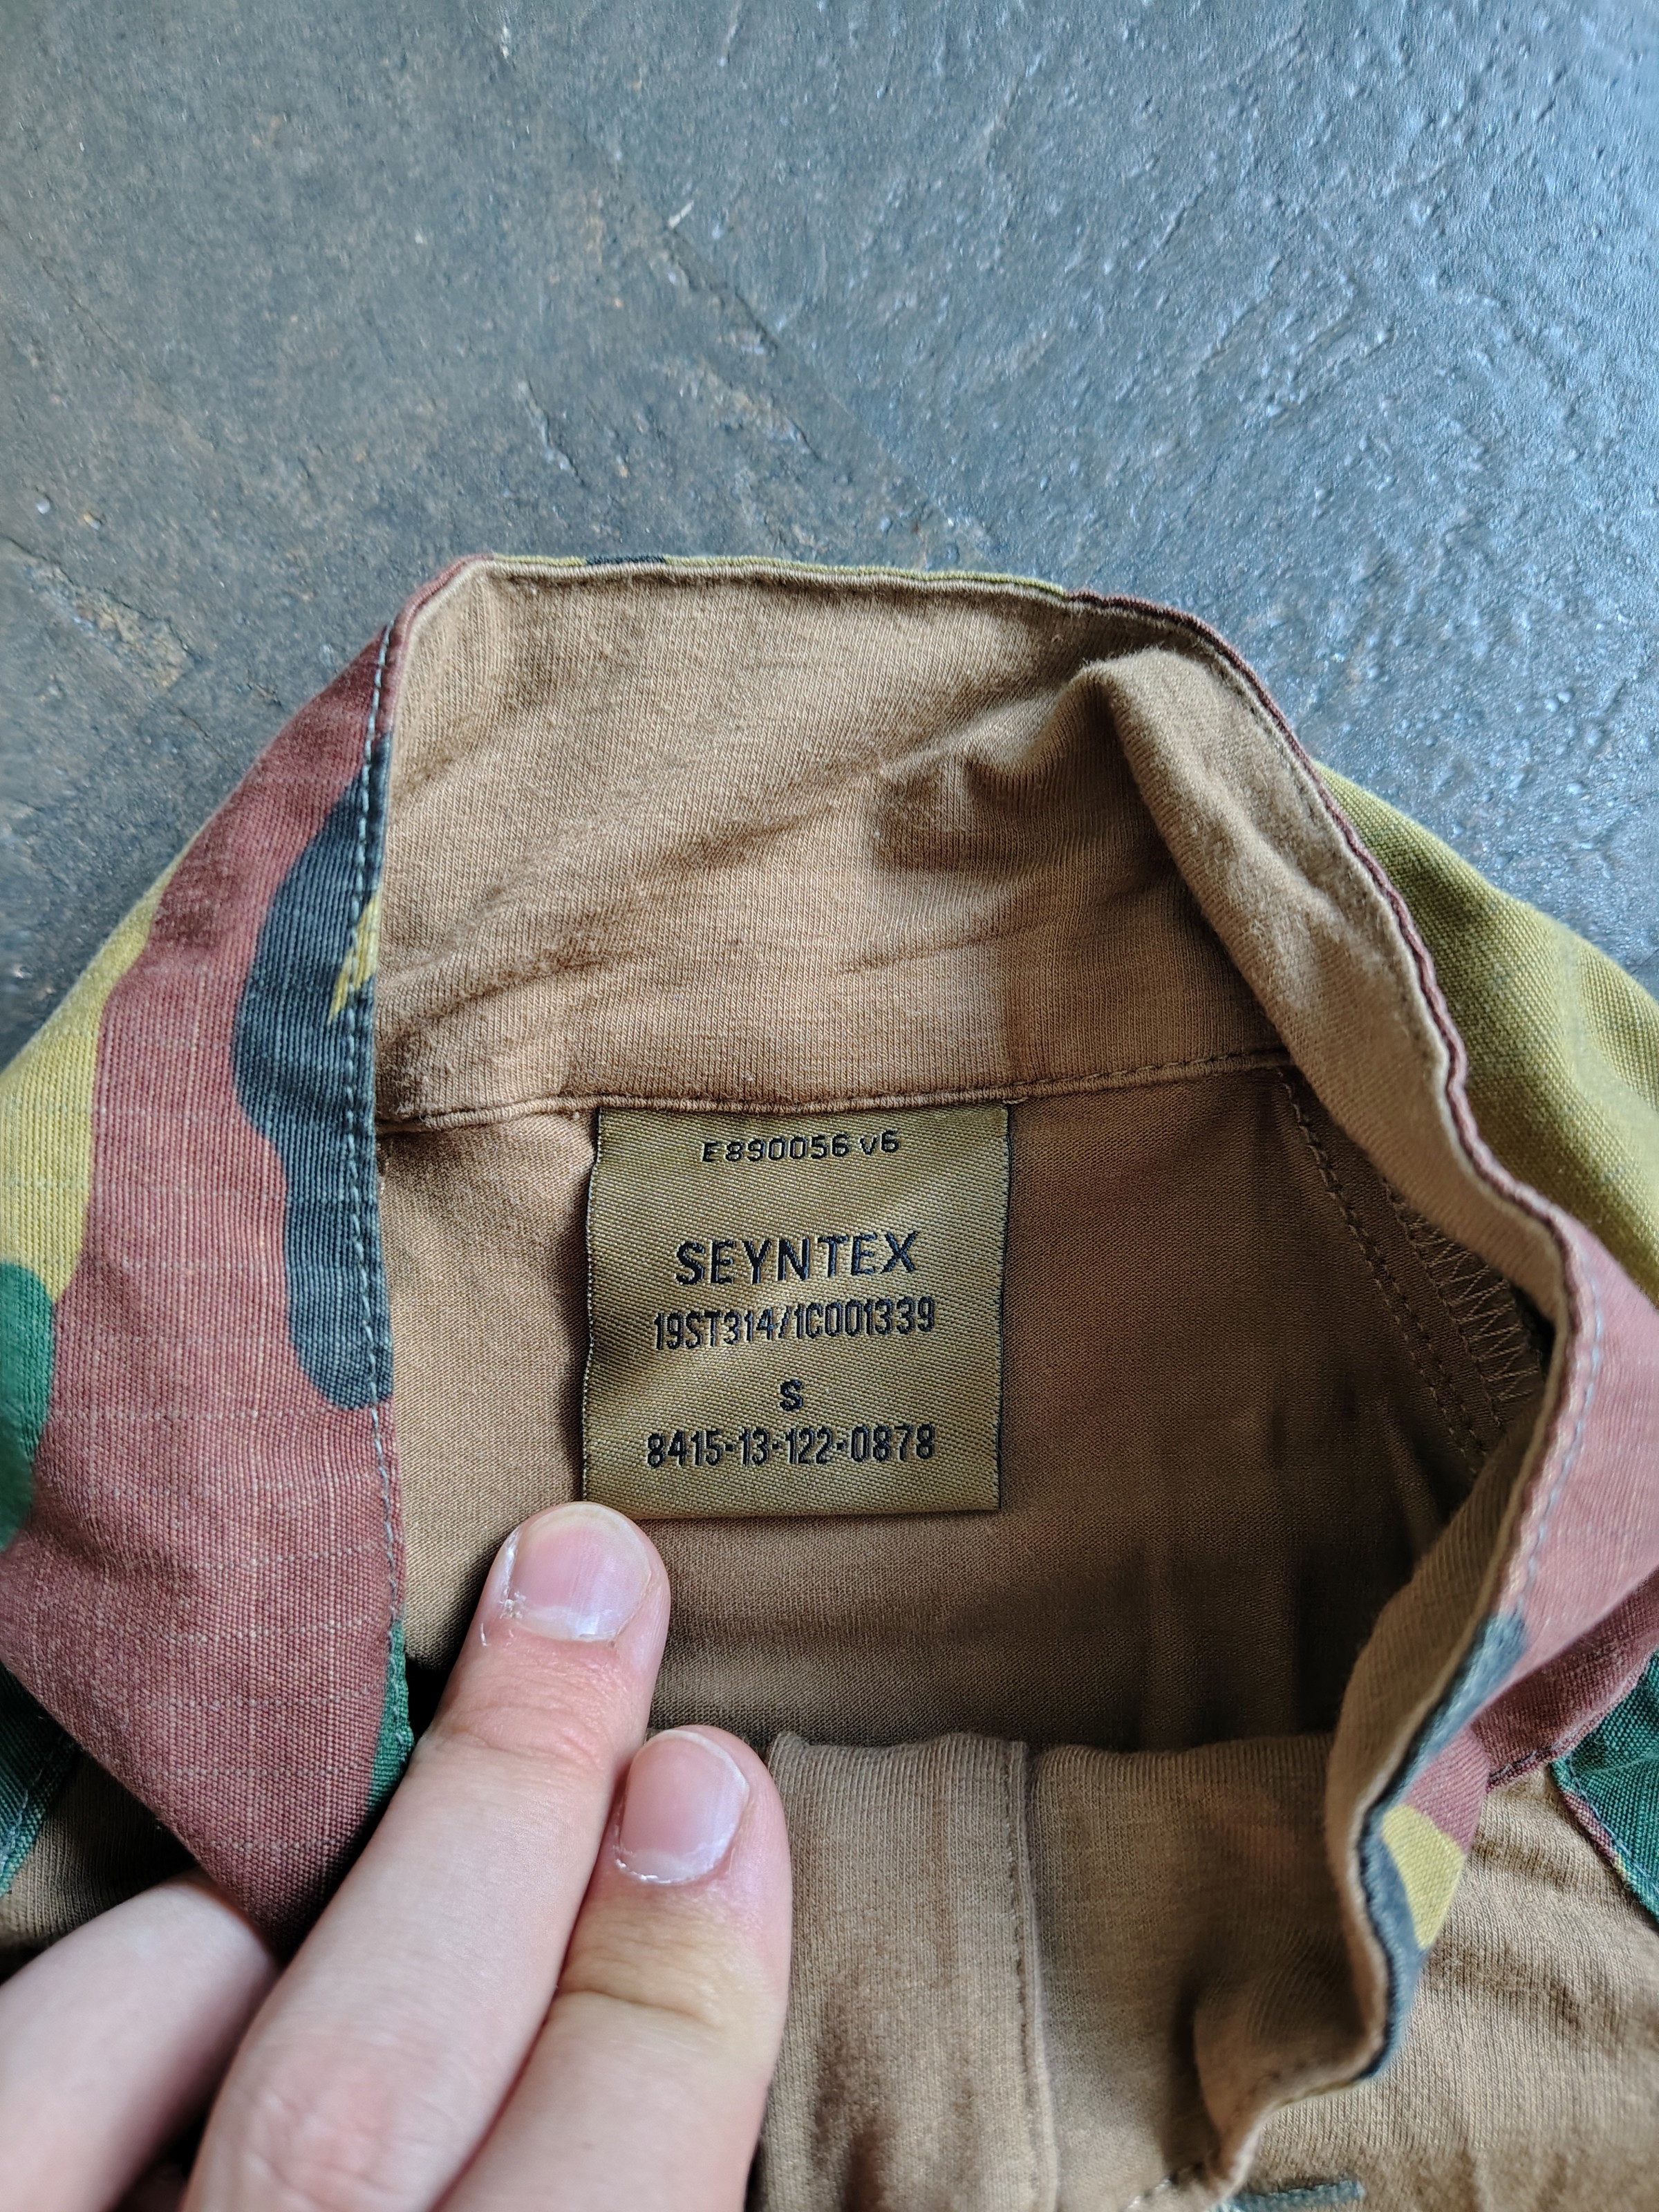 E890056 v6
SEYNTEX
19ST314/1C001339
S
8415-13-122-0878